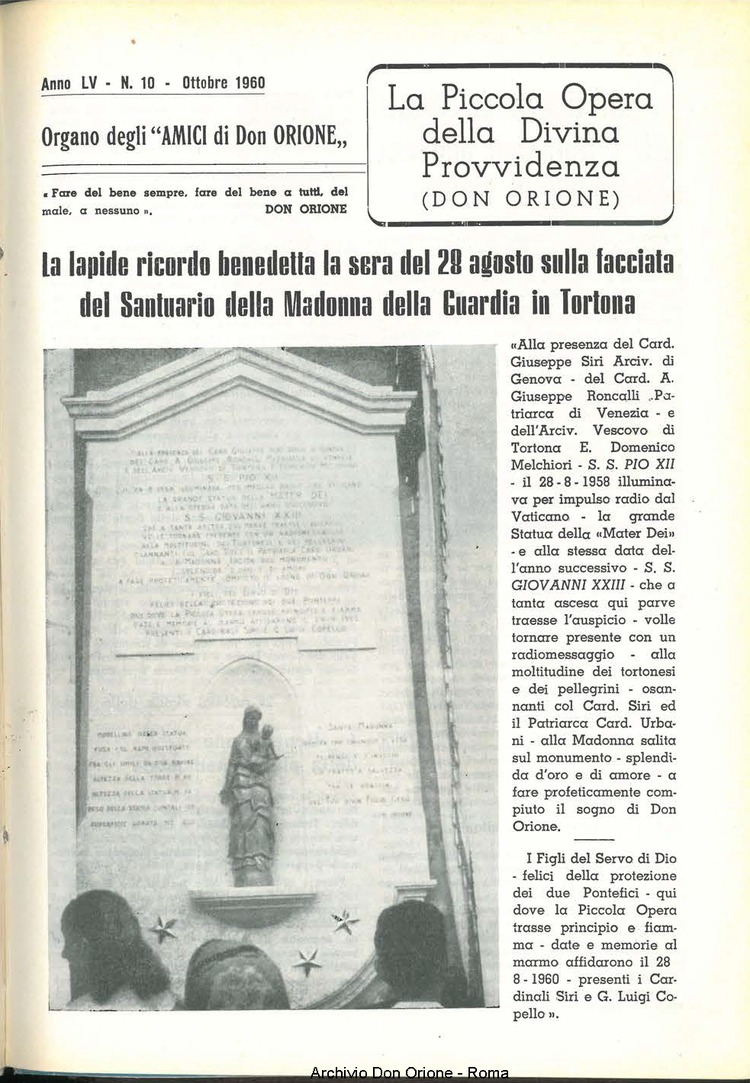 Anno LV - N. 10 - Ottobre 1960
Organo degli "AMICI di Don ORIONE„
« Fare del bene sempre, fare del bene a tutti, del
male, a nessuno ». DON ORIONE
La Piccola Opera
della Divina
Provvidenza
(DON ORIONE)
La lapide ricordo benedetta la sera del 28 agosto sulla facciata
del Santuario della Madonna della Guardia in Tortona
«Alla presenza del Card.
Giuseppe Siri Arciv. di
Genova - del Card. A.
Giuseppe Roncalli .Pa-
triarca di Venezia - e
dell'Arciv. Vescovo di
Tortona E. Domenico
Melchiori - S. S. PIO XII
- il 28-8-1958 illumina-
va per impulso radio dal
Vaticano - la grande
Statua della «Mater Dei»
- e alla stessa data del-
l'anno successivo - S. S.
GIOVANNI XXIII - che a
tanta ascesa qui parve
traesse l'auspicio - volle
tornare presente con un
radiomessaggio - alla
moltitudine dei tortonesi
e dei pellegrini - osan-
nanti col Card. Siri ed
il Patriarca Card. Urba-
ni - alla Madonna salita
sul monumento - splendi-
da d'oro e di amore - a
fare profeticamente com-
piuto il sogno di Don
Orione.
I Figli del Servo di Dio
- felici della protezione
dei due Pontefici - qui
dove la Piccola Opera
trasse principio e fiam-
ma - date e memorie al
marmo affidarono il 28
8-1960 - presenti i Car-
dinali Siri e G. Luigi Co-
pello ».
S. S. PIO XII
S. S. GIOVANNI XXIII
Archivio Don Orione - Roma